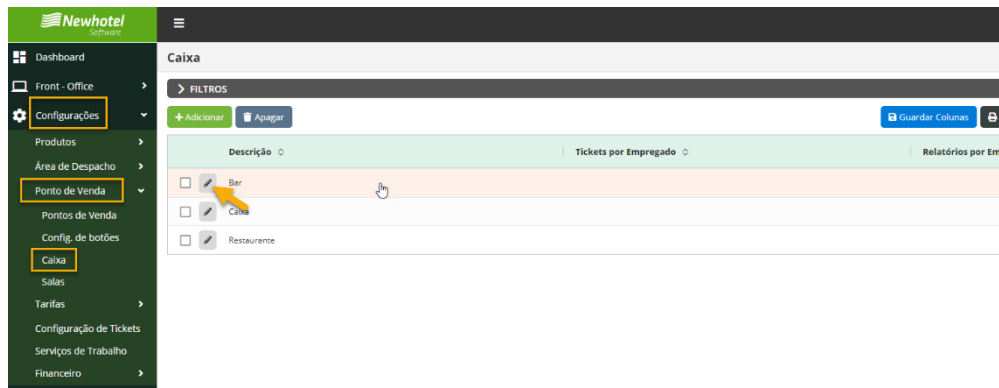 Newhotel
Software
Dashboard
Front - Office
Configurações
Produtos
Área de Despacho
Ponto de Venda
Pontos de Venda
Config. de botões
Caixa
Salas
Tarifas
Configuração de Tickets
Serviços de Trabalho
Financeiro
Caixa
FILTROS
+ Adicionar Apagar Guardar Colunas
Descrição Tickets por Empregado Relatórios por Em
Bar
Caixa
Restaurante